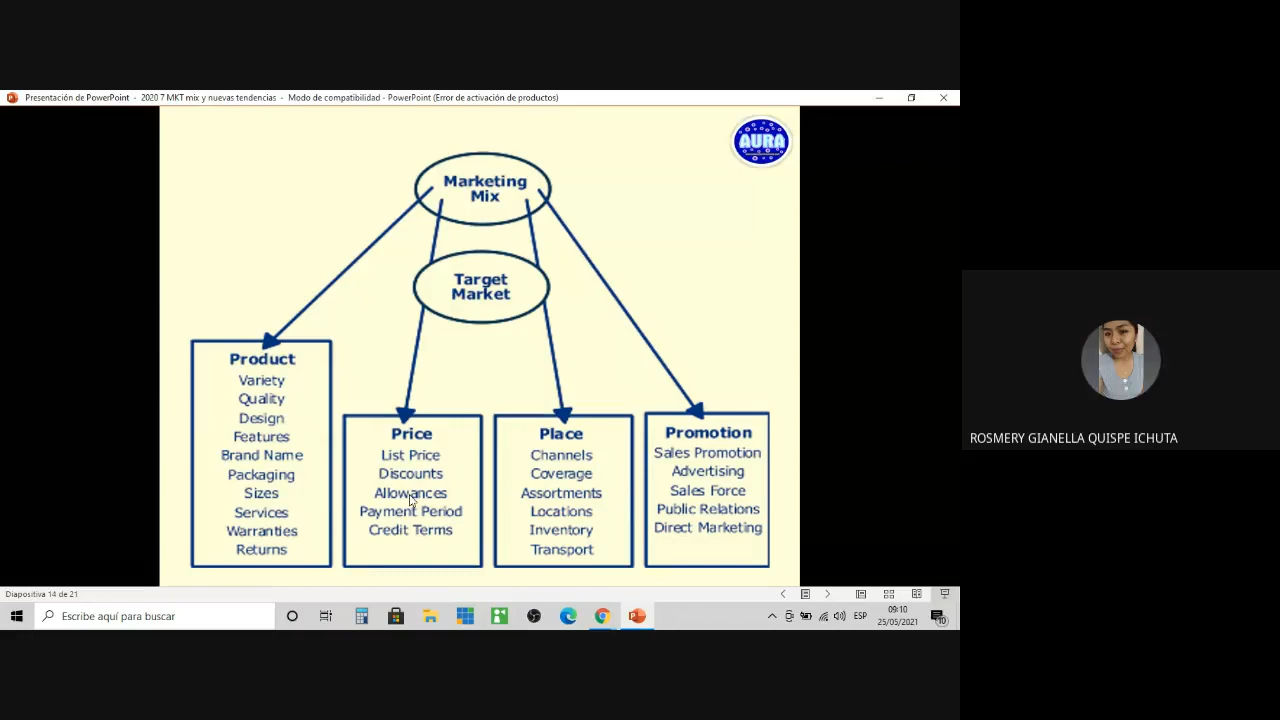 Presentación de PowerPoint - 2020 7 MKT mix y nuevas tendencias - Modo de compatibilidad - PowerPoint (Error de activación de productos)
AURA
Marketing
Mix
Target
Market
Product
Variety
Quality
Design
Features
Brand Name
Packaging
Sizes
Services
Warranties
Returns
Price
List Price
Discounts
Allowances
Payment Period
Credit Terms
Place
Channels
Coverage
Assortments
Locations
Inventory
Transport
Promotion
Sales Promotion
Advertising
Sales Force
Public Relations
Direct Marketing
ROSMERY GIANELLA QUISPE ICHUTA
Diapositiva 14 de 21
Escribe aquí para buscar
ESP
09:10
25/05/2021
10